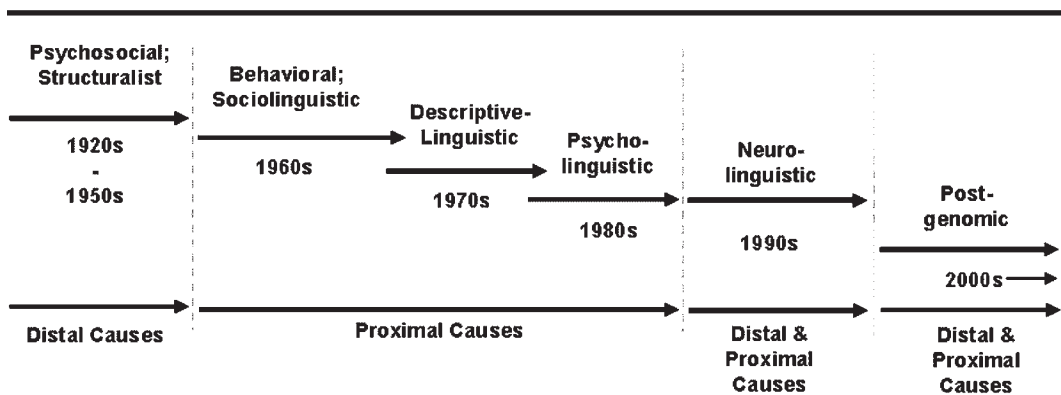 Psychosocial;
Structuralist
1920s
-
1950s
Behavioral;
Sociolinguistic
1960s
Descriptive-
Linguistic
1970s
Psycho-
linguistic
1980s
Neuro-
linguistic
1990s
Post-
genomic
2000s
Distal Causes
Proximal Causes
Distal &
Proximal
Causes
Distal &
Proximal
Causes